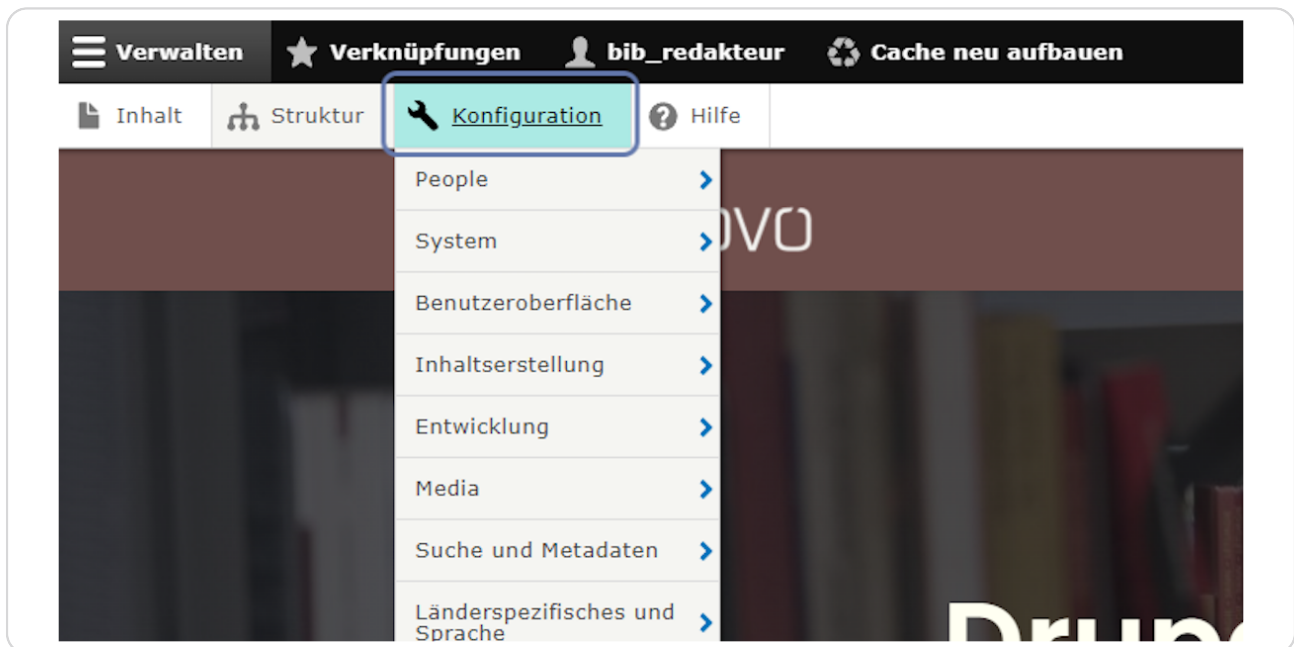 Verwalten Verknüpfungen bib_redakteur Cache neu aufbauen
Inhalt Struktur Konfiguration Hilfe
People
System
Benutzeroberfläche
Inhaltserstellung
Entwicklung
Media
Suche und Metadaten
Länderspezifisches und
Sprache